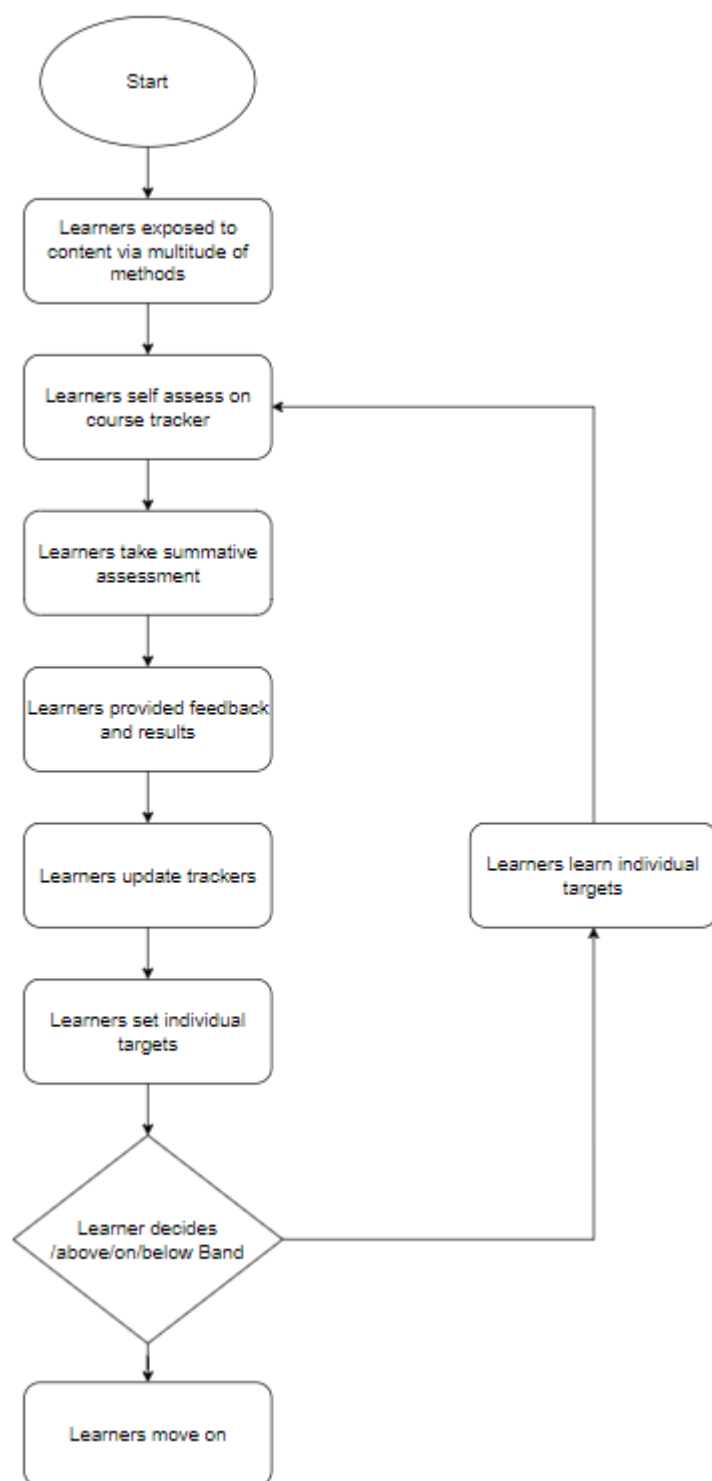 Start
Learners exposed to
content via multitude of
methods
Learners self assess on
course tracker
Learners take summative
assessment
Learners provided feedback
and results
Learners update trackers
Learners learn individual
targets
Learners set individual
targets
Learner decides
/above/on/below Band
Learners move on